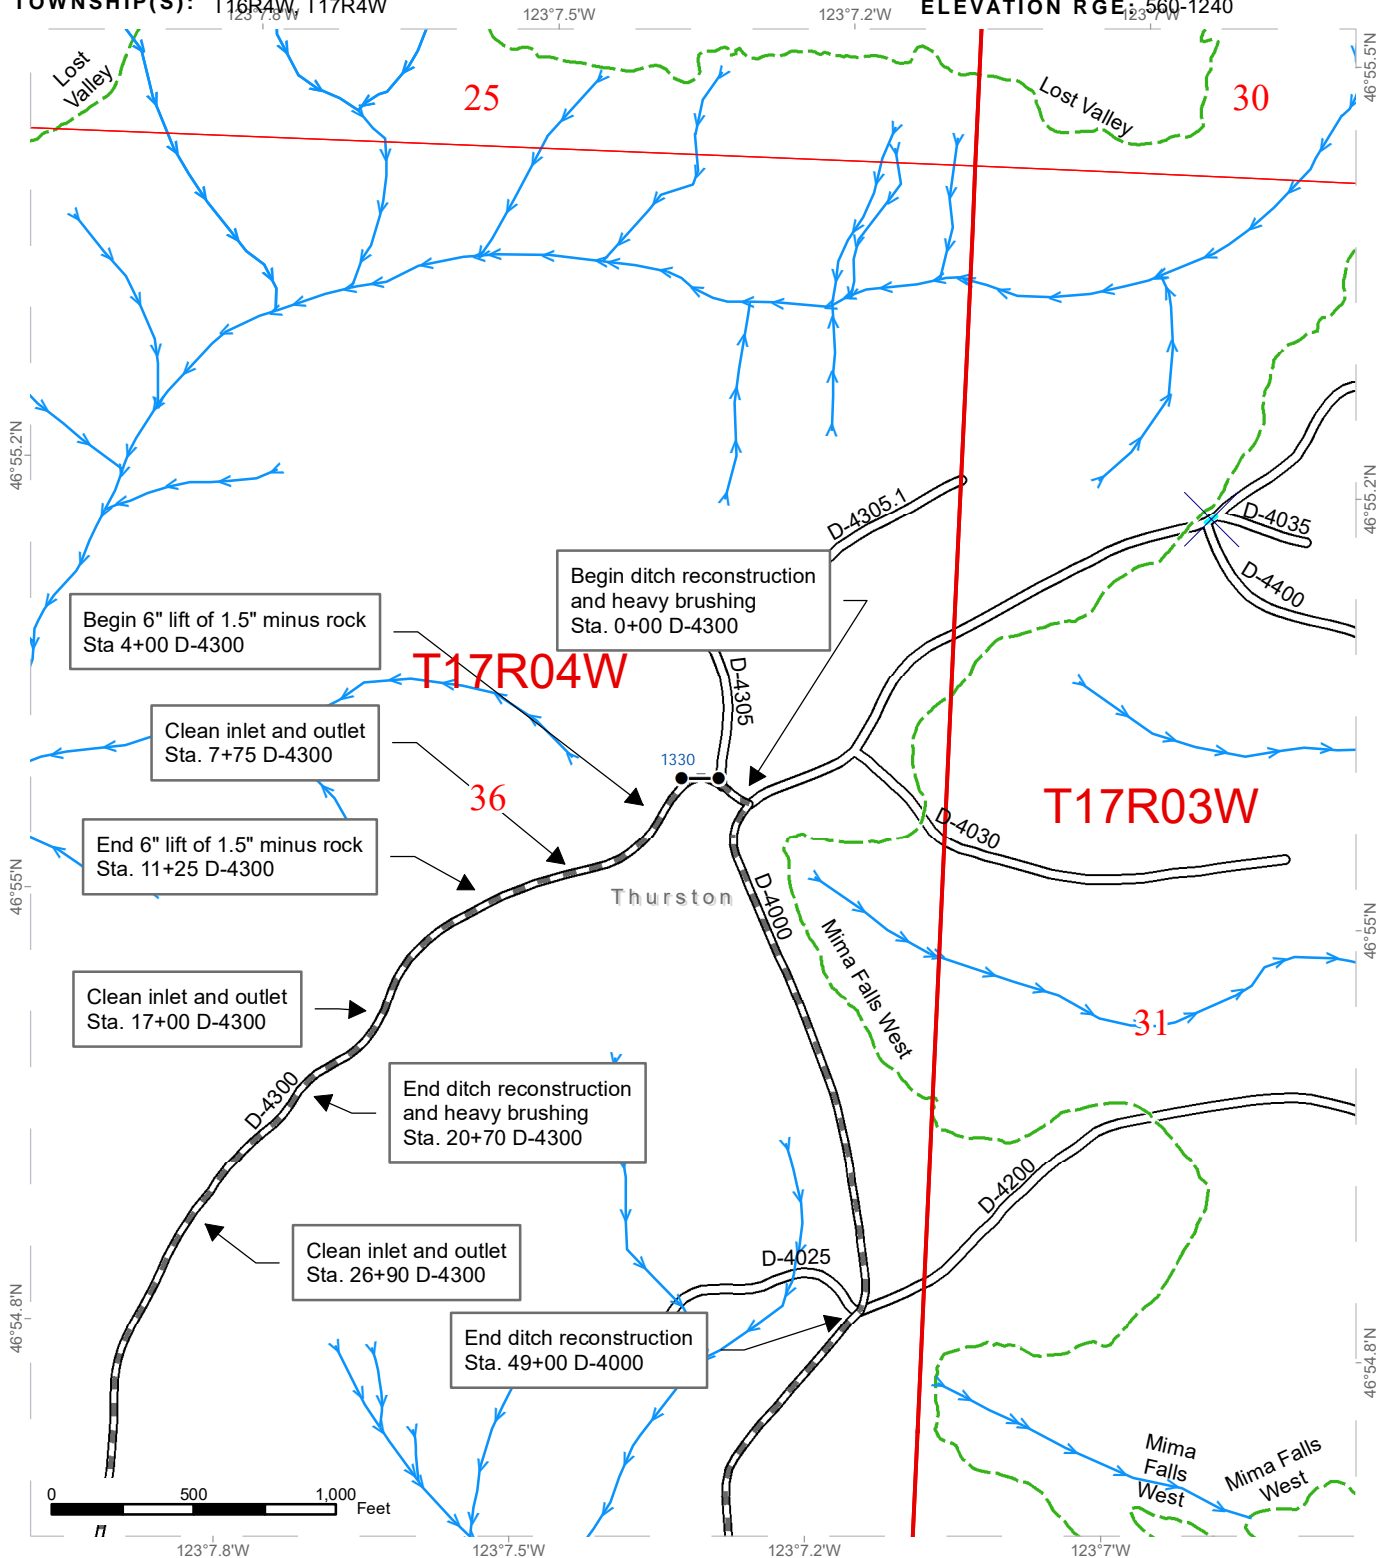 TOWNSHIP(S): T16R4W, T17R4W
ELEVATION RGE: 560-1240
123°7.8'W
123°7.5'W
123°7.2'W
123°7'W
46°55.5'N
Lost
Valley
25
Lost Valley
30
46°55.2'N
46°55.2'N
D-4305.1
D-4035
D-4400
Begin ditch reconstruction
and heavy brushing
Sta. 0+00 D-4300
Begin 6" lift of 1.5" minus rock
Sta 4+00 D-4300
T17R04W
D-4305
Clean inlet and outlet
Sta. 7+75 D-4300
1330
36
T17R03W
D-4030
End 6" lift of 1.5" minus rock
Sta. 11+25 D-4300
Thurston
D-4000
46°55'N
46°55'N
Mima Falls West
Clean inlet and outlet
Sta. 17+00 D-4300
31
D-4300
End ditch reconstruction
and heavy brushing
Sta. 20+70 D-4300
D-4200
Clean inlet and outlet
Sta. 26+90 D-4300
D-4025
46°54.8'N
46°54.8'N
End ditch reconstruction
Sta. 49+00 D-4000
Mima
Falls
West
Mima Falls
West
0 500 1,000
Feet
123°7.8'W
123°7.5'W
123°7.2'W
123°7'W